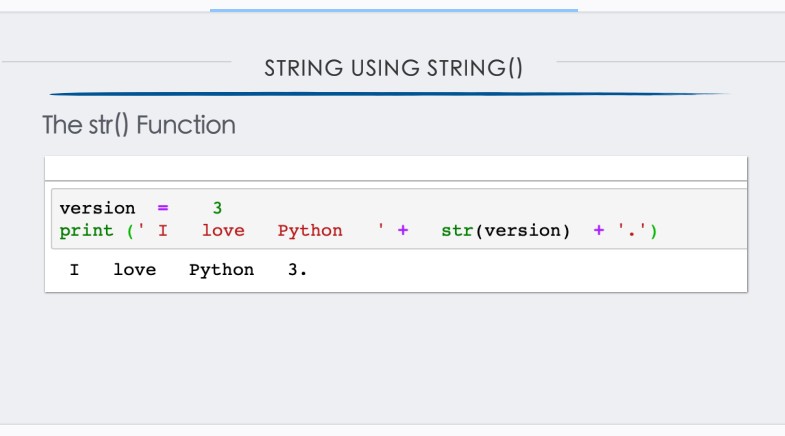 STRING USING STRING()
The str() Function
version = 3
print (' I love Python ' + str(version) + '.')
I love Python 3.